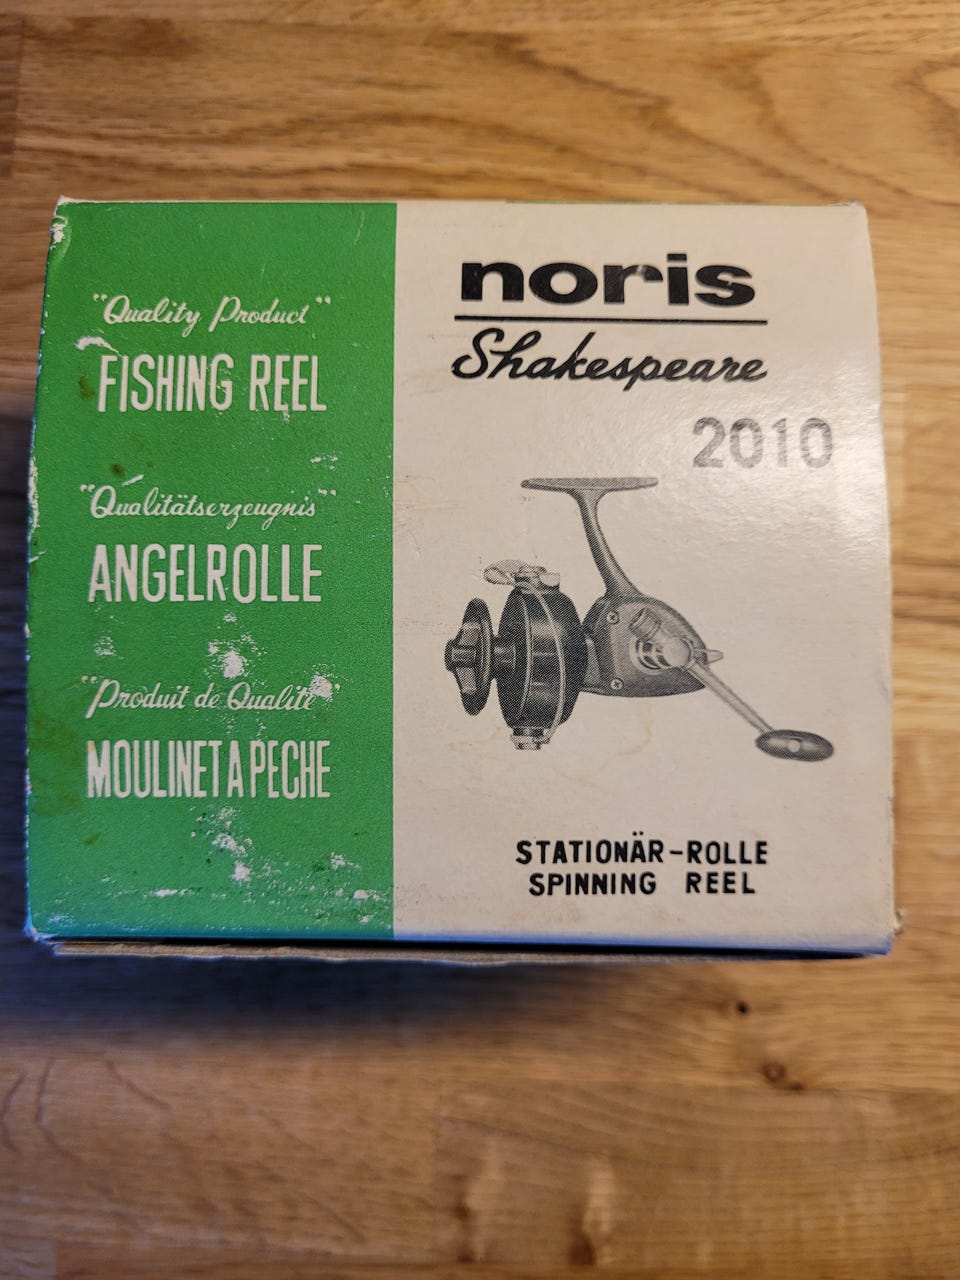 "Quality Product"
FISHING REEL
"Qualitätserzeugnis"
ANGELROLLE
"Produit de Qualité"
MOULINET A PECHE
noris
Shakespeare
2010
STATIONÄR-ROLLE
SPINNING REEL